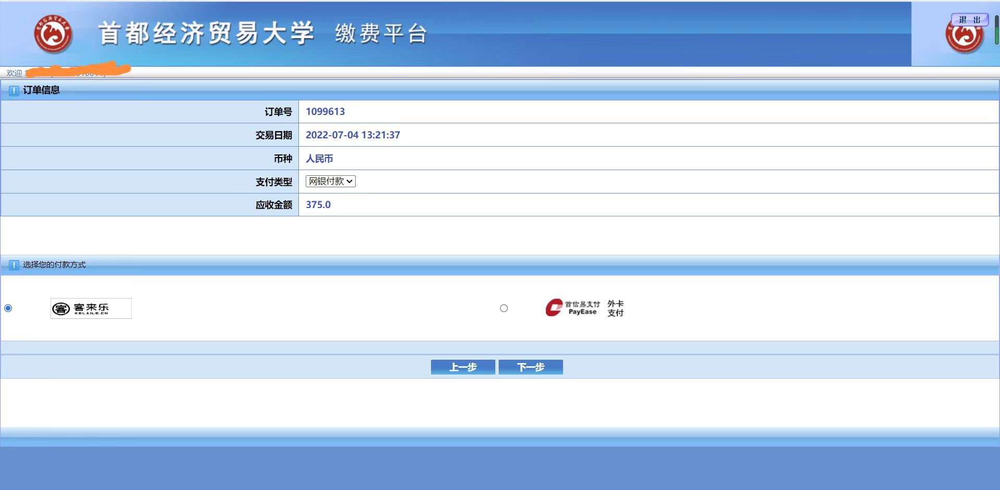 首都经济贸易大学 缴费平台
退 出
欢迎
订单信息
订单号 1099613
交易日期 2022-07-04 13:21:37
币种 人民币
支付类型 网银付款
应收金额 375.0
选择您的付款方式
客 客来乐
KELAILE.CN
首信易支付 外卡
PayEase 支付
上一步 下一步